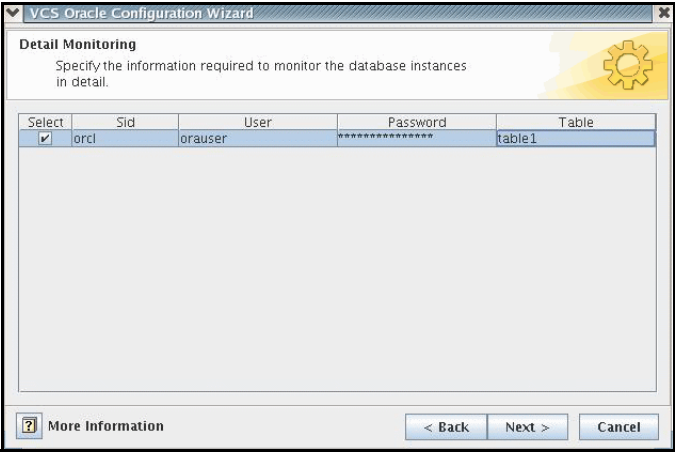 VCS Oracle Configuration Wizard
Detail Monitoring
Specify the information required to monitor the database instances
in detail.
Select Sid User Password Table
orcl orauser *************** table1
? More Information < Back Next > Cancel